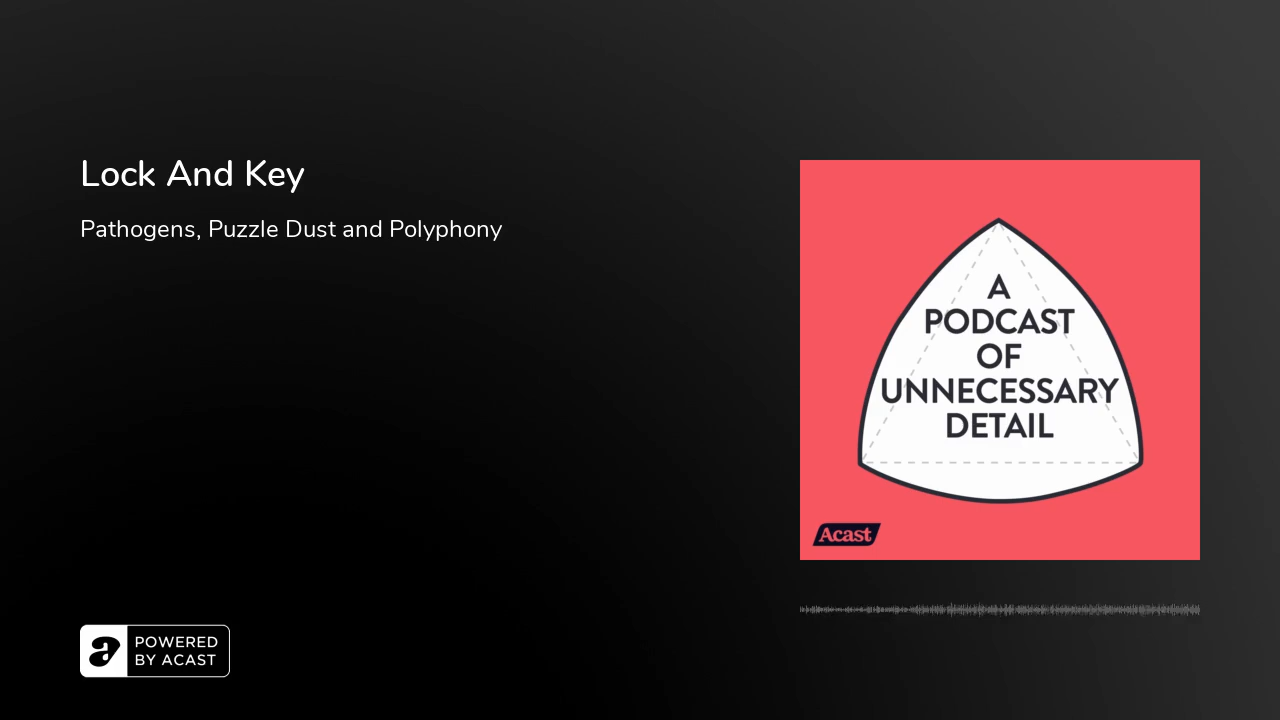 Lock And Key
Pathogens, Puzzle Dust and Polyphony
A
PODCAST
OF
UNNECESSARY
DETAIL
Acast
POWERED
BY ACAST